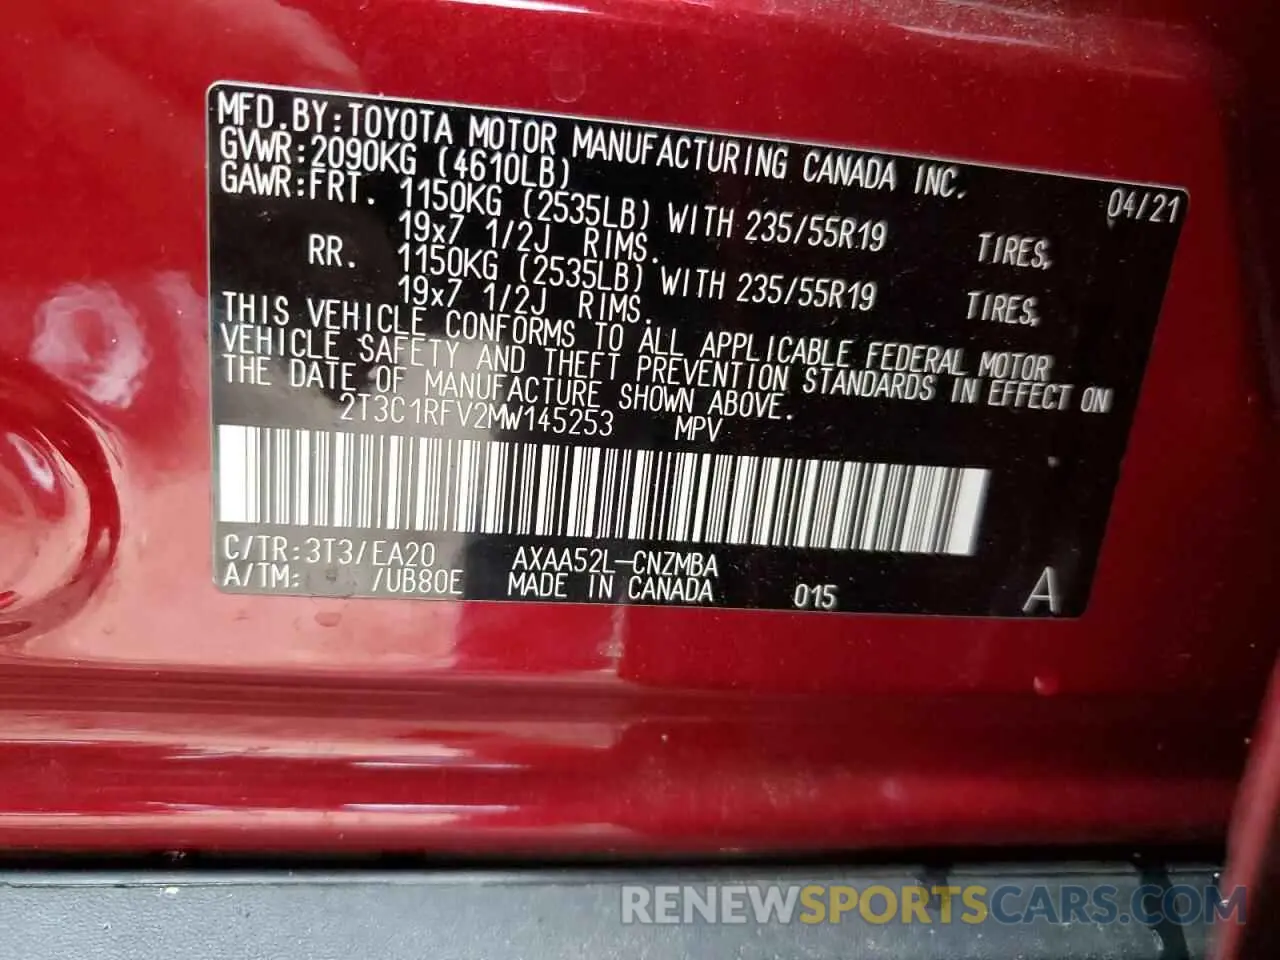 MFD.BY:TOYOTA MOTOR MANUFACTURING CANADA INC. 04/21
GVWR:2090KG (4610LB)
GAWR:FRT. 1150KG (2535LB) WITH 235/55R19 TIRES,
19x7 1/2J RIMS.
RR. 1150KG (2535LB) WITH 235/55R19 TIRES,
19x7 1/2J RIMS.
THIS VEHICLE CONFORMS TO ALL APPLICABLE FEDERAL MOTOR
VEHICLE SAFETY AND THEFT PREVENTION STANDARDS IN EFFECT ON
THE DATE OF MANUFACTURE SHOWN ABOVE.
2T3C1RFV2MW145253 MPV
C/TR:3T3/EA20 AXAA52L-CNZMBA
A/TM: /UB80E MADE IN CANADA 015 A
RENEWSPORTSCARS.COM